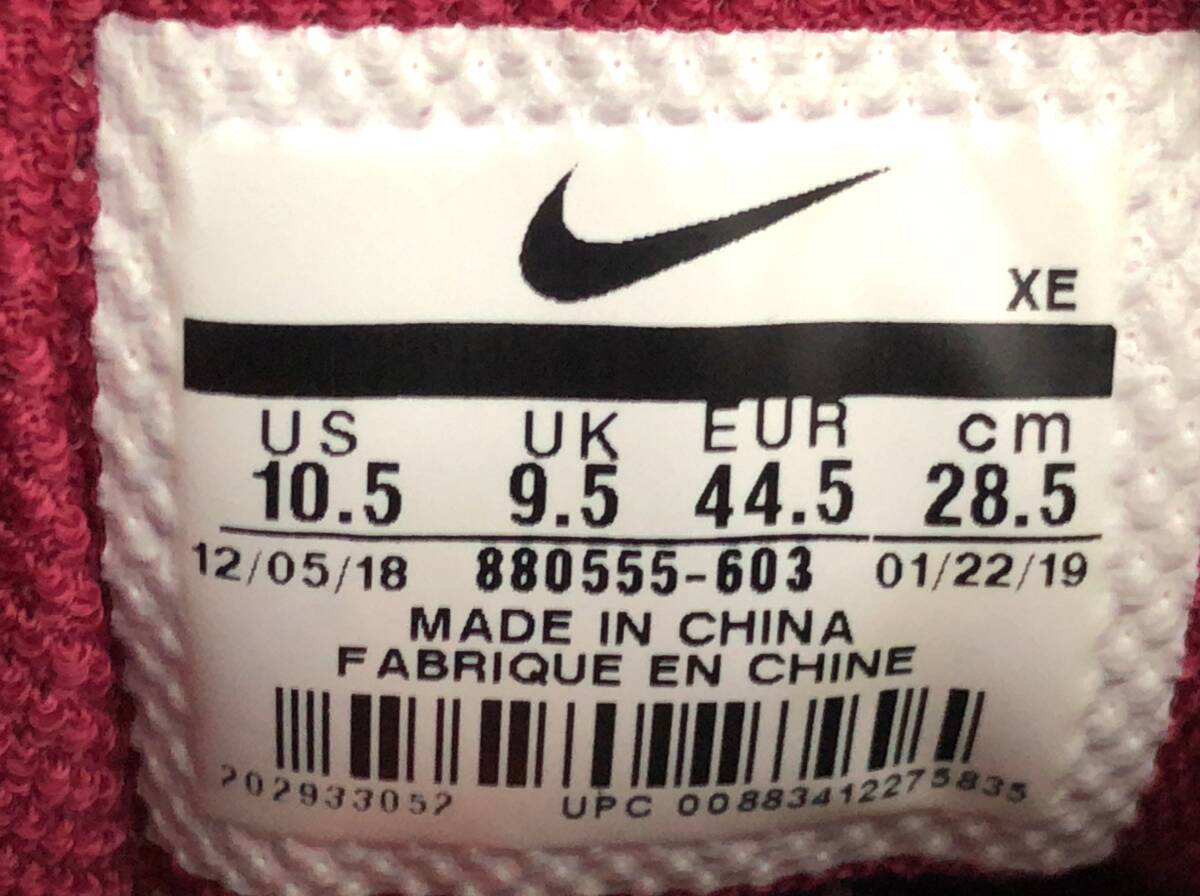 XE
US UK EUR cm
10.5 9.5 44.5 28.5
12/05/18 880555-603 01/22/19
MADE IN CHINA
FABRIQUE EN CHINE
202933052 UPC 00883412275835